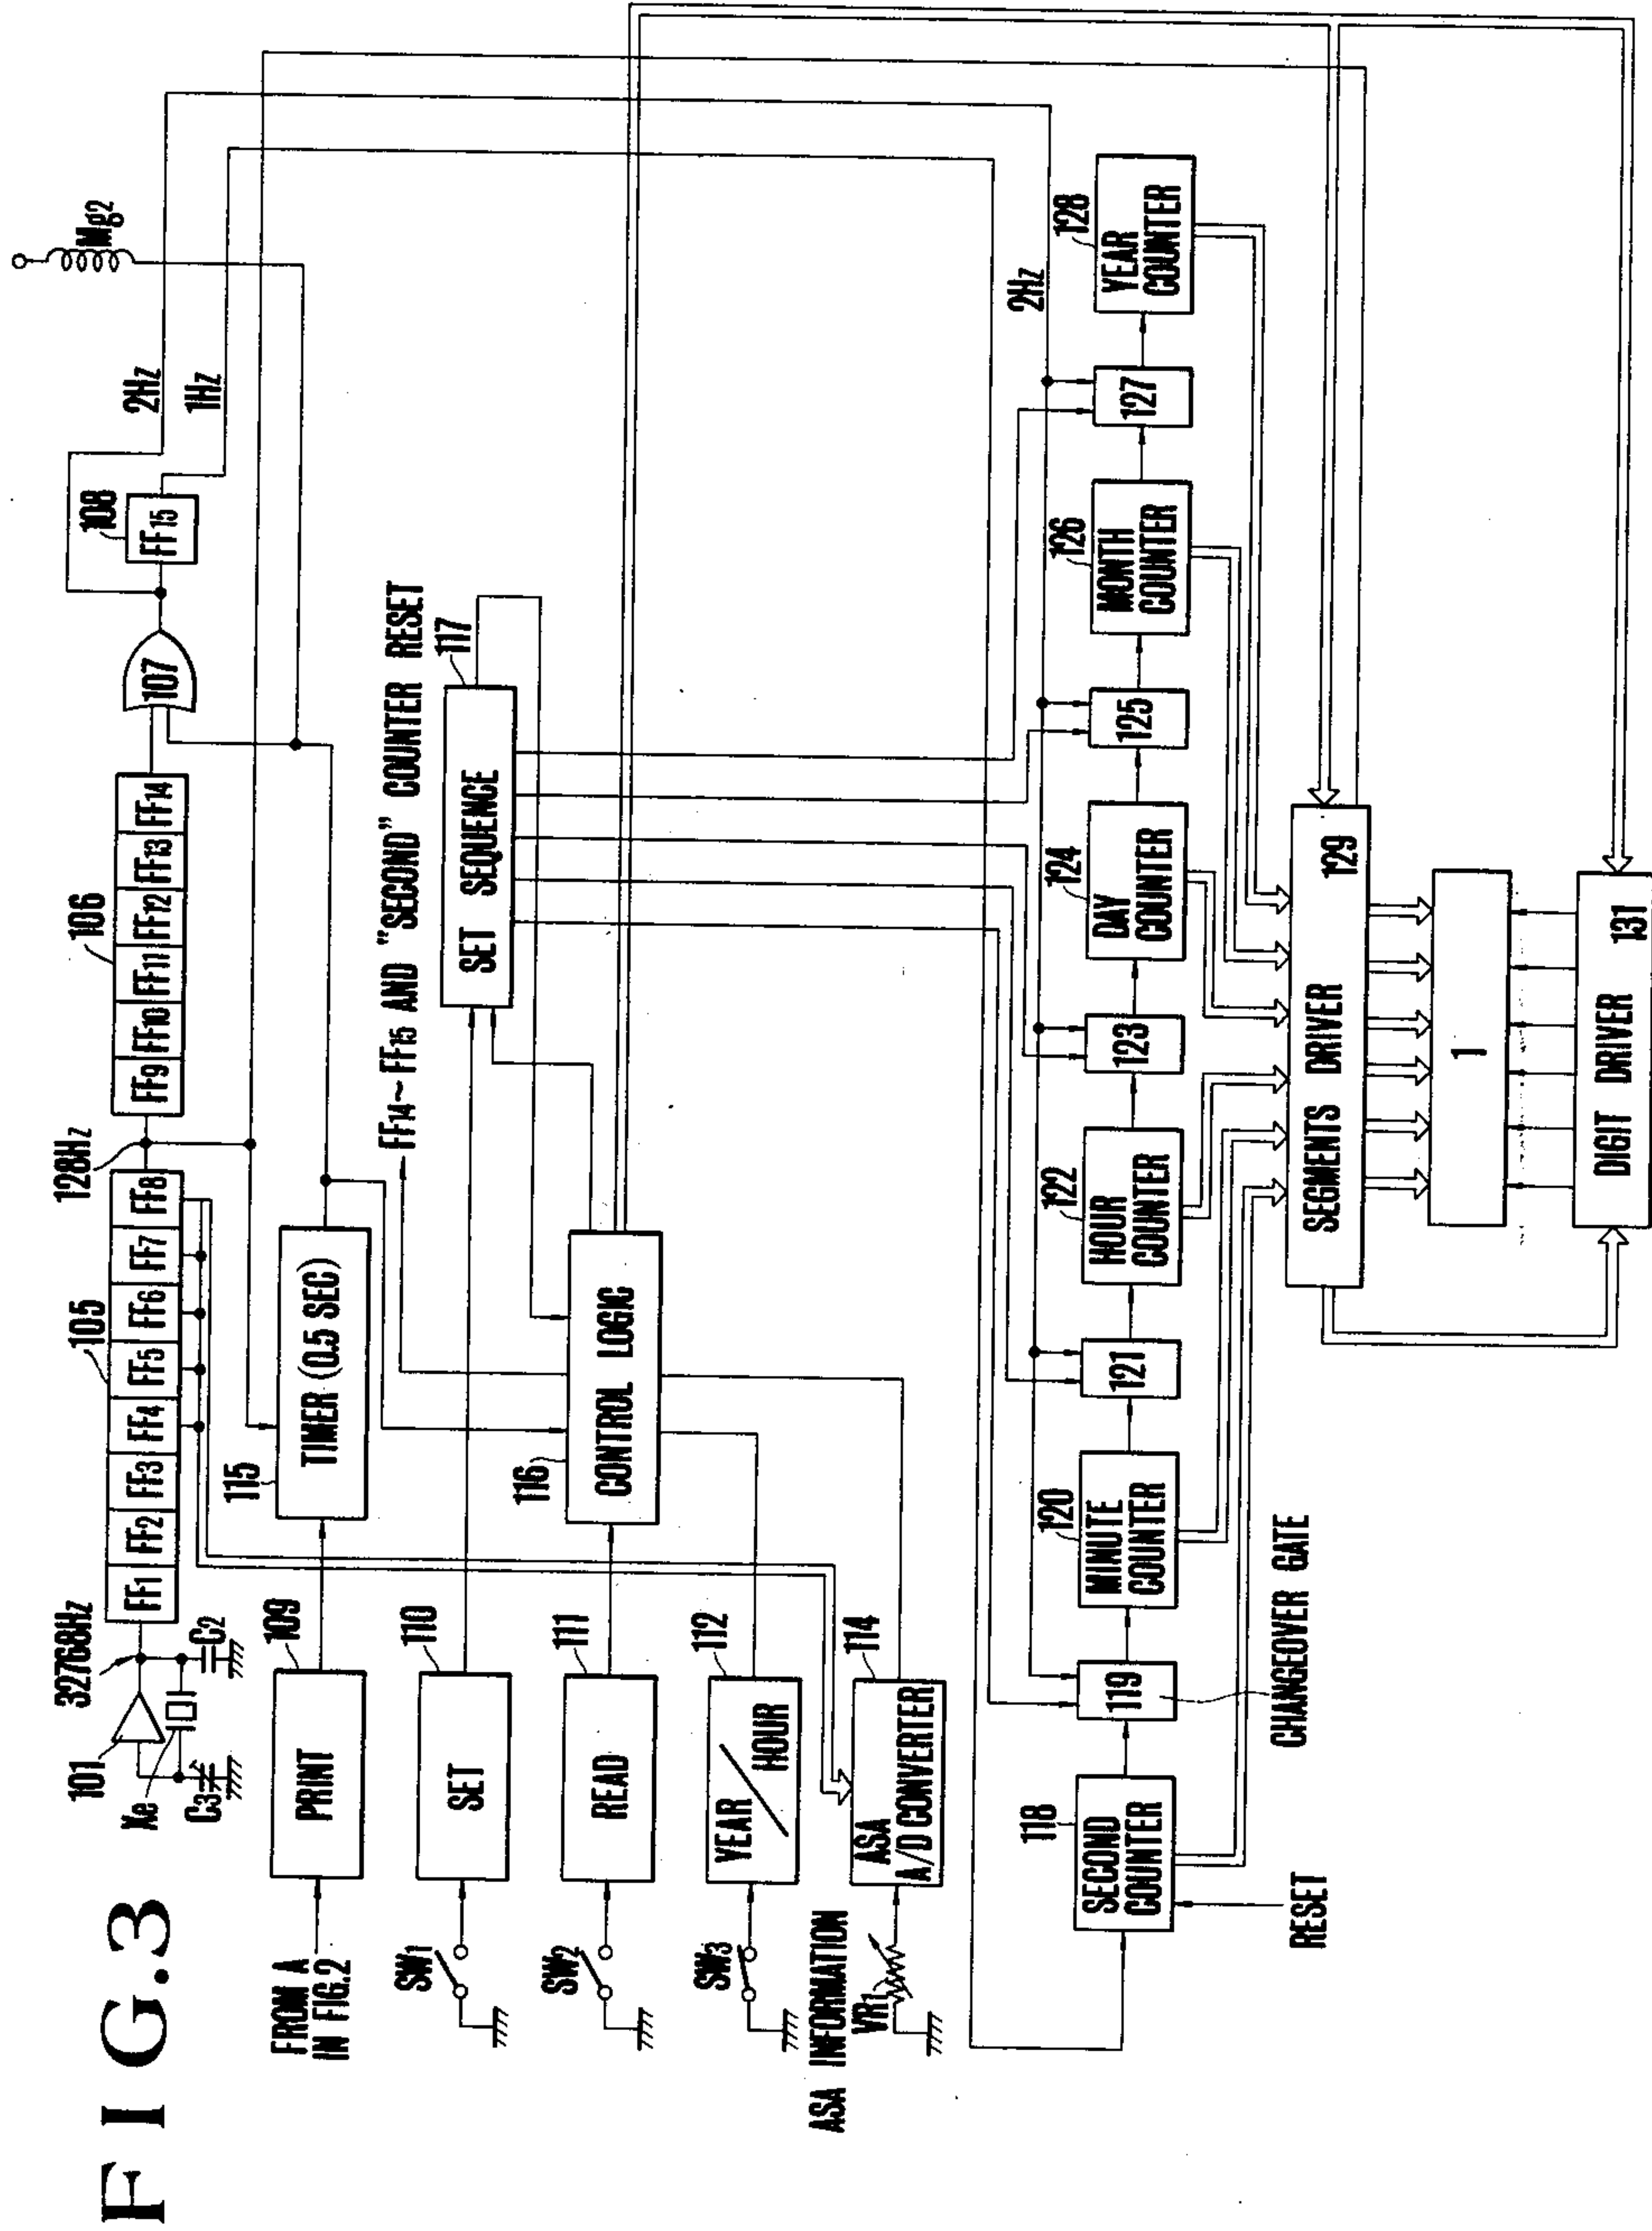 FIG.3
101
32768Hz
Xe
C3
C2
105
FF1 FF2 FF3 FF4 FF5 FF6 FF7 FF8
128Hz
106
FF9 FF10 FF11 FF12 FF13 FF14
107
108
FF15
2Hz
1Hz
Mg2
FROM A
IN FIG.2
109
PRINT
115
TIMER (0.5 SEC)
SW1
110
SET
FF14~FF15 AND "SECOND" COUNTER RESET
117
SET SEQUENCE
SW2
111
READ
116
CONTROL LOGIC
SW3
112
YEAR
HOUR
ASA INFORMATION
VR1
114
ASA
A/D CONVERTER
2Hz
118
SECOND
COUNTER
RESET
119
CHANGEOVER GATE
120
MINUTE
COUNTER
121
122
HOUR
COUNTER
123
124
DAY
COUNTER
125
126
MONTH
COUNTER
127
128
YEAR
COUNTER
SEGMENTS DRIVER 129
1
DIGIT DRIVER 131